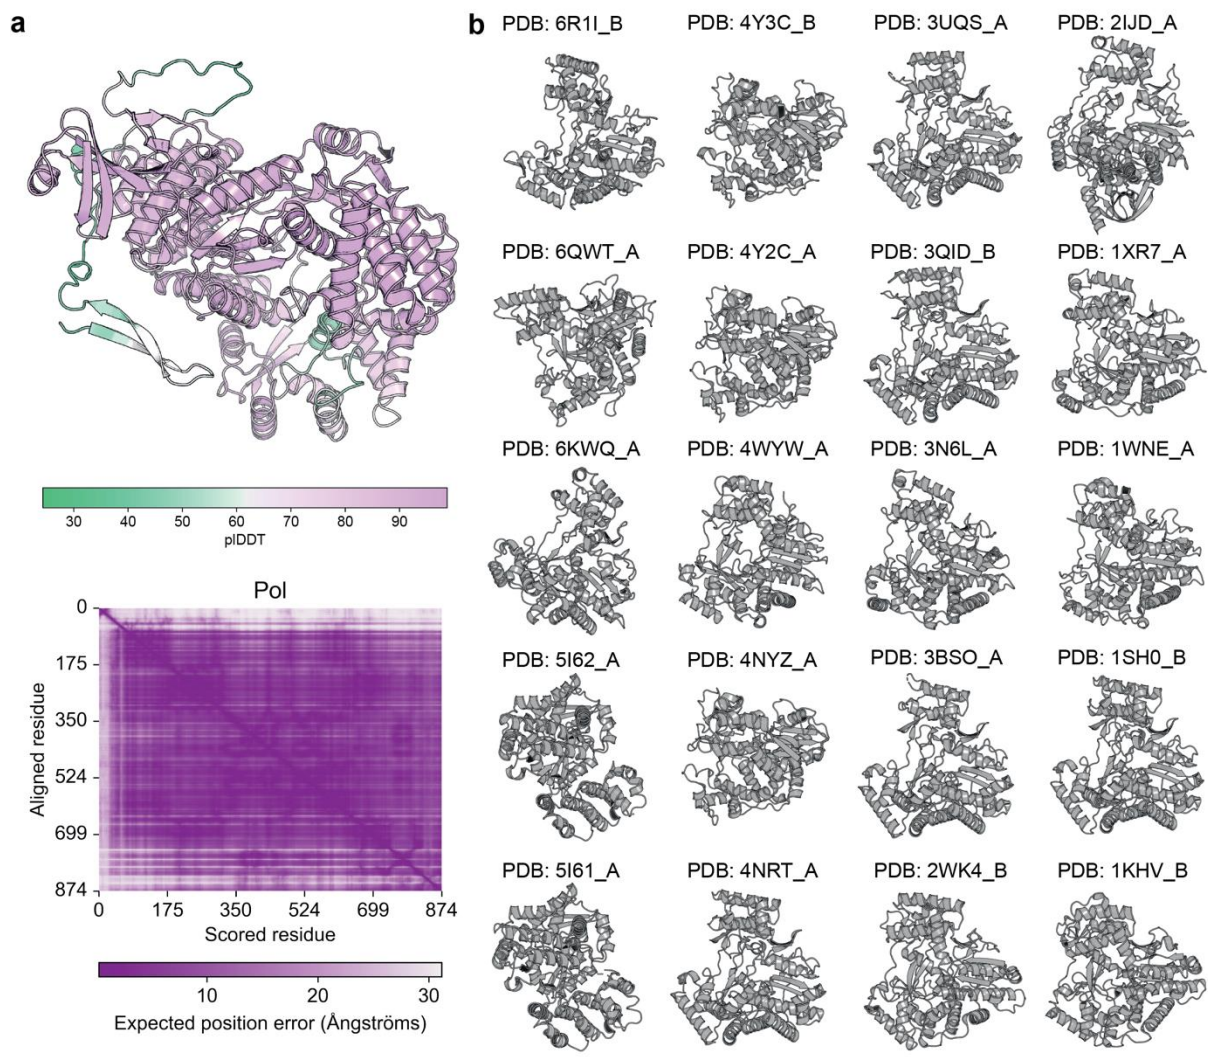 a
30 40 50 60 70 80 90
plDDT
Pol
0
175
350
524
699
874
Aligned residue
0 175 350 524 699 874
Scored residue
10 20 30
Expected position error (Ångströms)
b
PDB: 6R1I_B PDB: 4Y3C_B PDB: 3UQS_A PDB: 2IJD_A
PDB: 6QWT_A PDB: 4Y2C_A PDB: 3QID_B PDB: 1XR7_A
PDB: 6KWQ_A PDB: 4WYW_A PDB: 3N6L_A PDB: 1WNE_A
PDB: 5I62_A PDB: 4NYZ_A PDB: 3BSO_A PDB: 1SH0_B
PDB: 5I61_A PDB: 4NRT_A PDB: 2WK4_B PDB: 1KHV_B